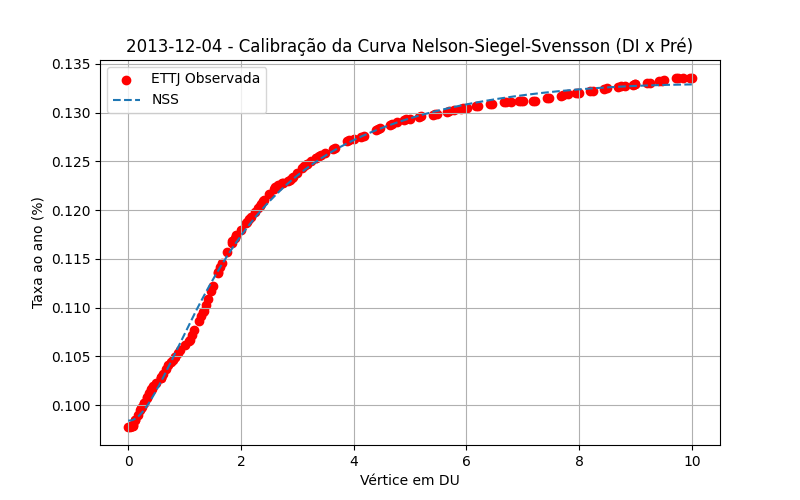 2013-12-04 - Calibração da Curva Nelson-Siegel-Svensson (DI x Pré)
ETTJ Observada
NSS
Taxa ao ano (%)
0.135
0.130
0.125
0.120
0.115
0.110
0.105
0.100
0 2 4 6 8 10
Vértice em DU